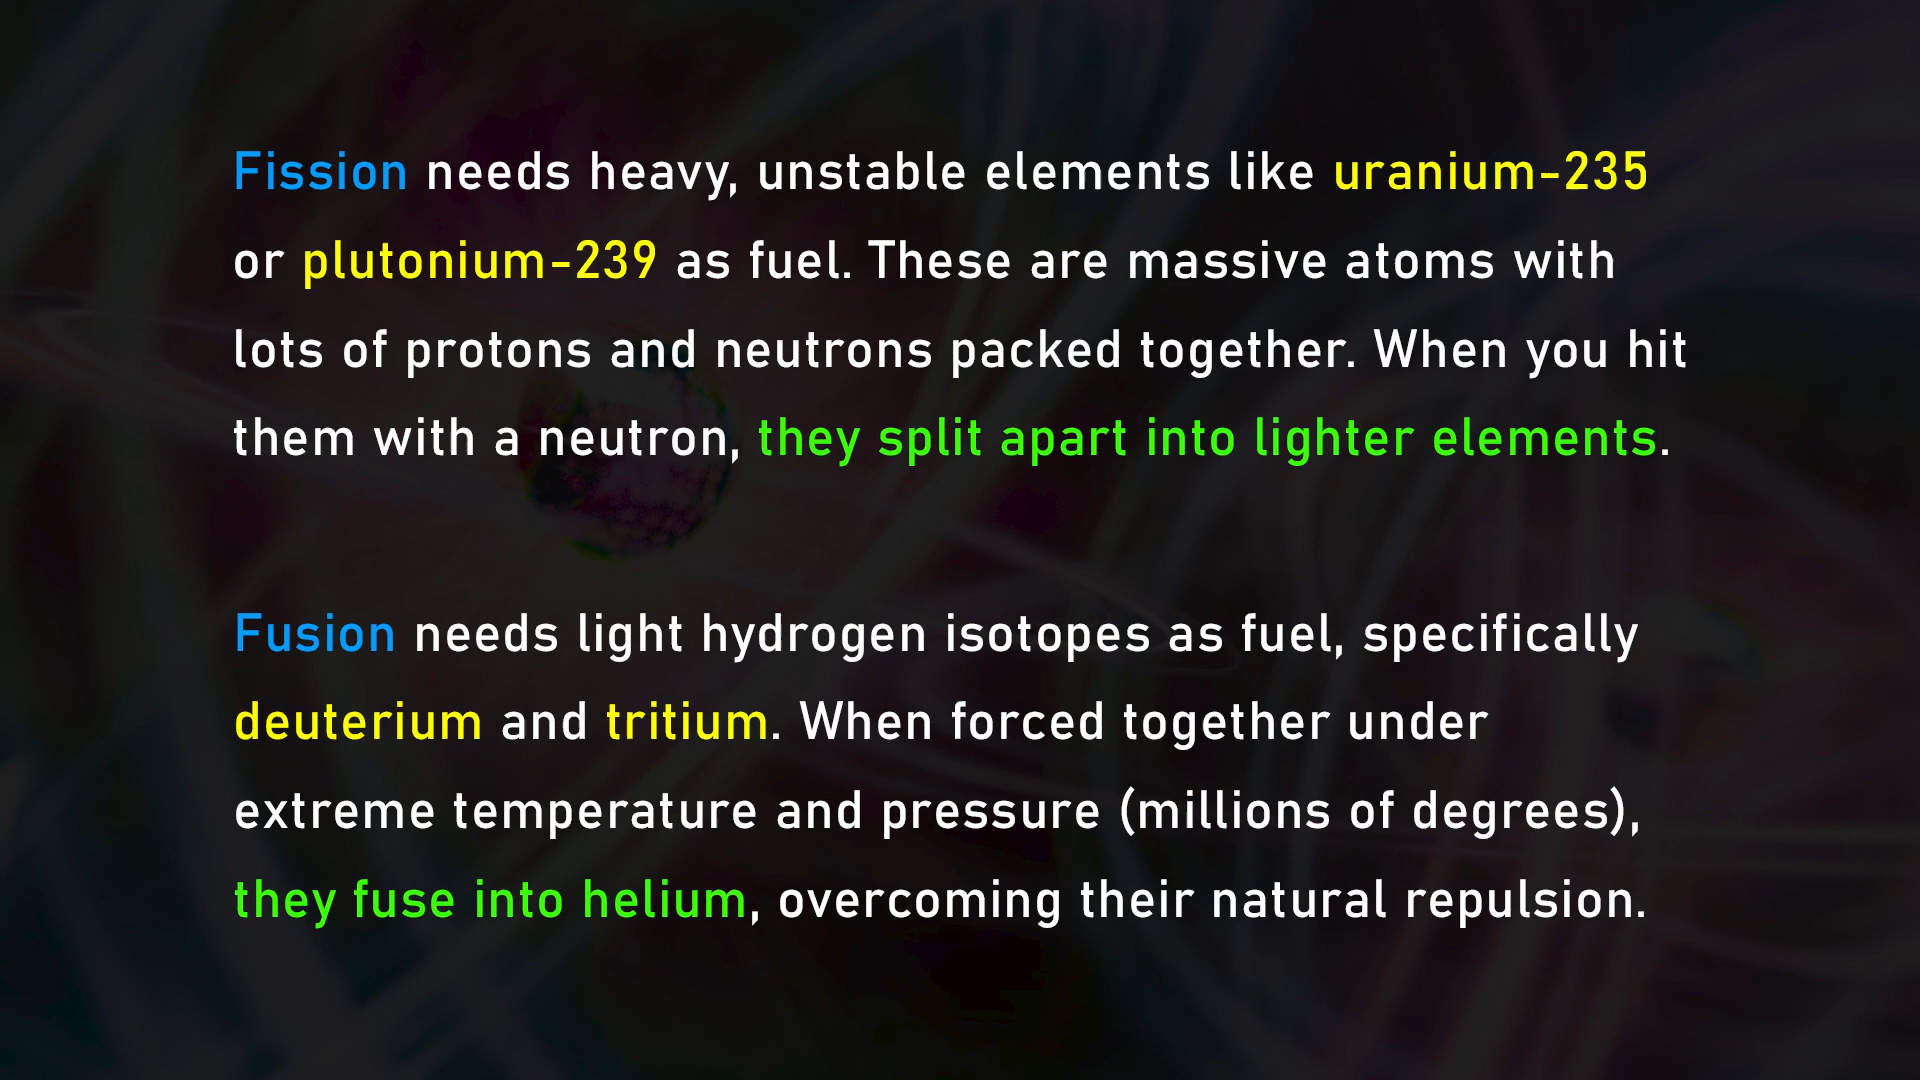 Fission needs heavy, unstable elements like uranium-235
or plutonium-239 as fuel. These are massive atoms with
lots of protons and neutrons packed together. When you hit
them with a neutron, they split apart into lighter elements.
Fusion needs light hydrogen isotopes as fuel, specifically
deuterium and tritium. When forced together under
extreme temperature and pressure (millions of degrees),
they fuse into helium, overcoming their natural repulsion.